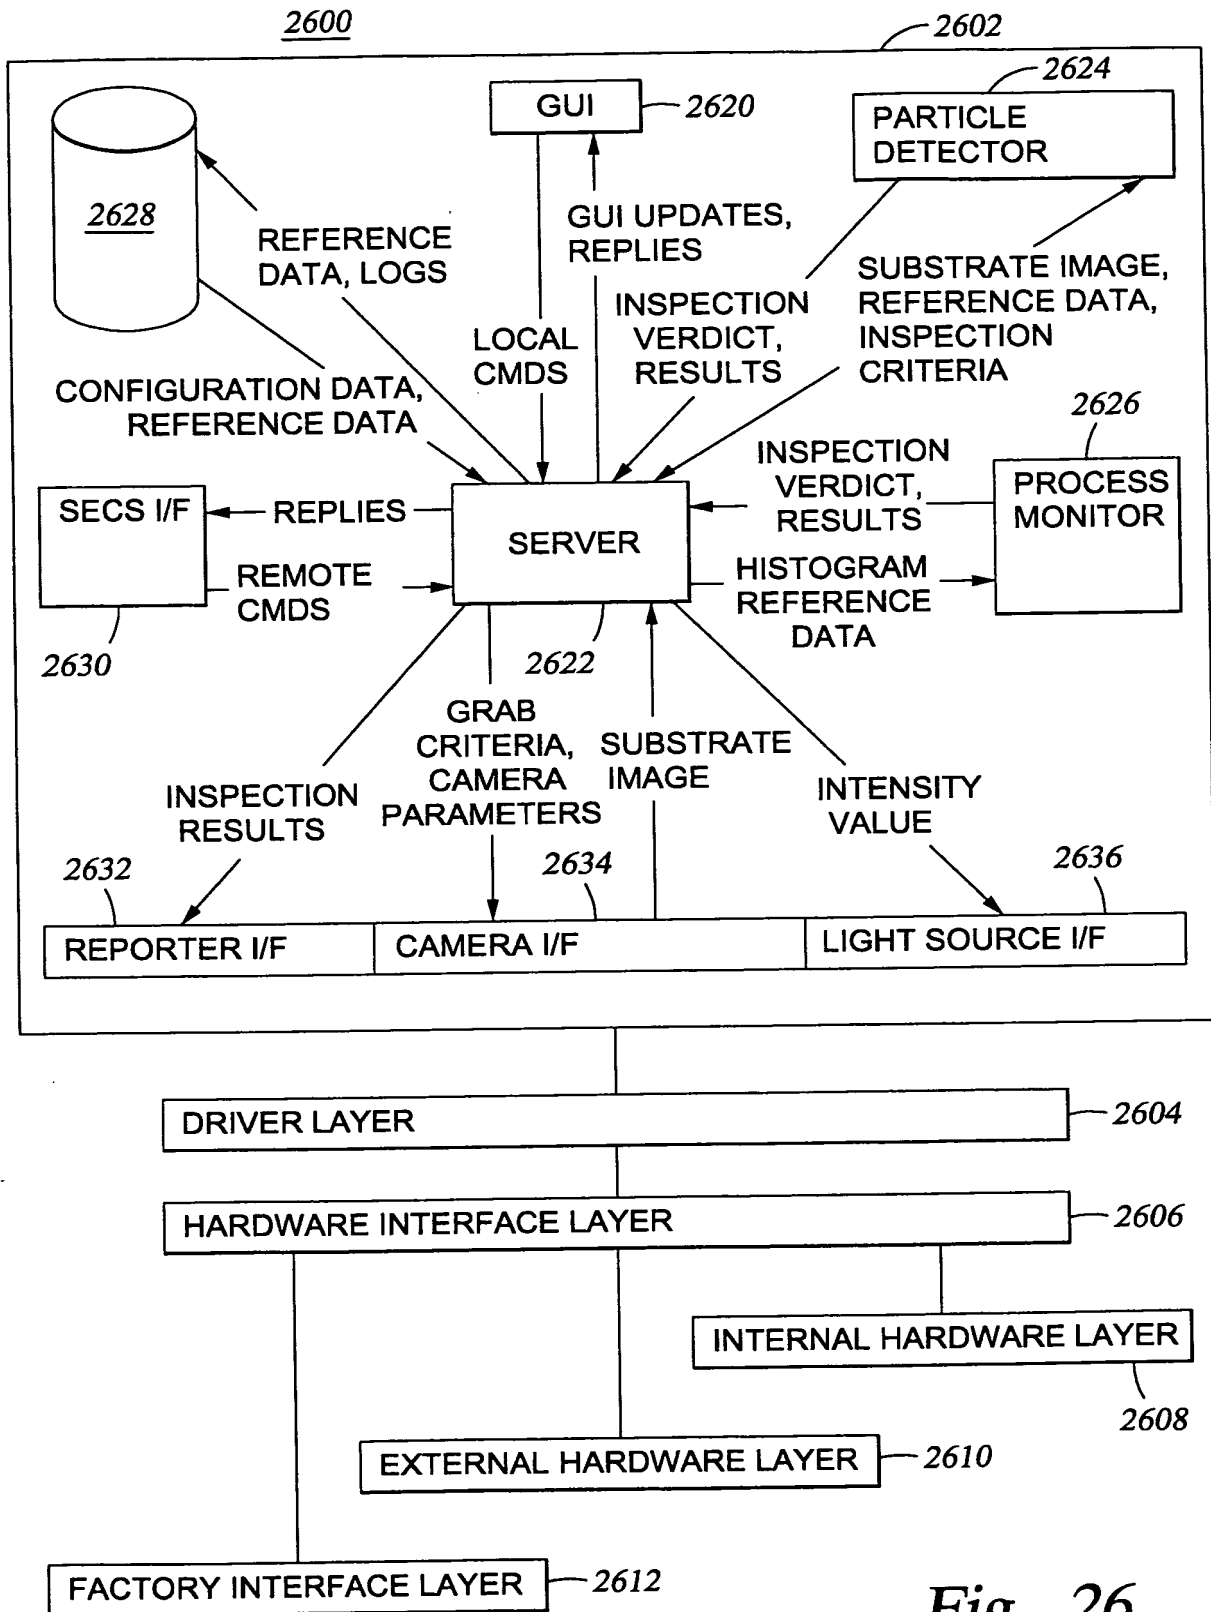 2600
2602
2624
GUI
2620
PARTICLE
DETECTOR
2628
REFERENCE
DATA, LOGS
GUI UPDATES,
REPLIES
SUBSTRATE IMAGE,
REFERENCE DATA,
INSPECTION
CRITERIA
INSPECTION
VERDICT,
RESULTS
LOCAL
CMDS
CONFIGURATION DATA,
REFERENCE DATA
2626
INSPECTION
VERDICT,
RESULTS
PROCESS
MONITOR
SECS I/F
REPLIES
SERVER
REMOTE
CMDS
HISTOGRAM
REFERENCE
DATA
2630
2622
GRAB
CRITERIA,
CAMERA
PARAMETERS
SUBSTRATE
IMAGE
INSPECTION
RESULTS
INTENSITY
VALUE
2632
2634
2636
REPORTER I/F
CAMERA I/F
LIGHT SOURCE I/F
DRIVER LAYER
2604
HARDWARE INTERFACE LAYER
2606
INTERNAL HARDWARE LAYER
2608
EXTERNAL HARDWARE LAYER
2610
FACTORY INTERFACE LAYER
2612
Fig. 26